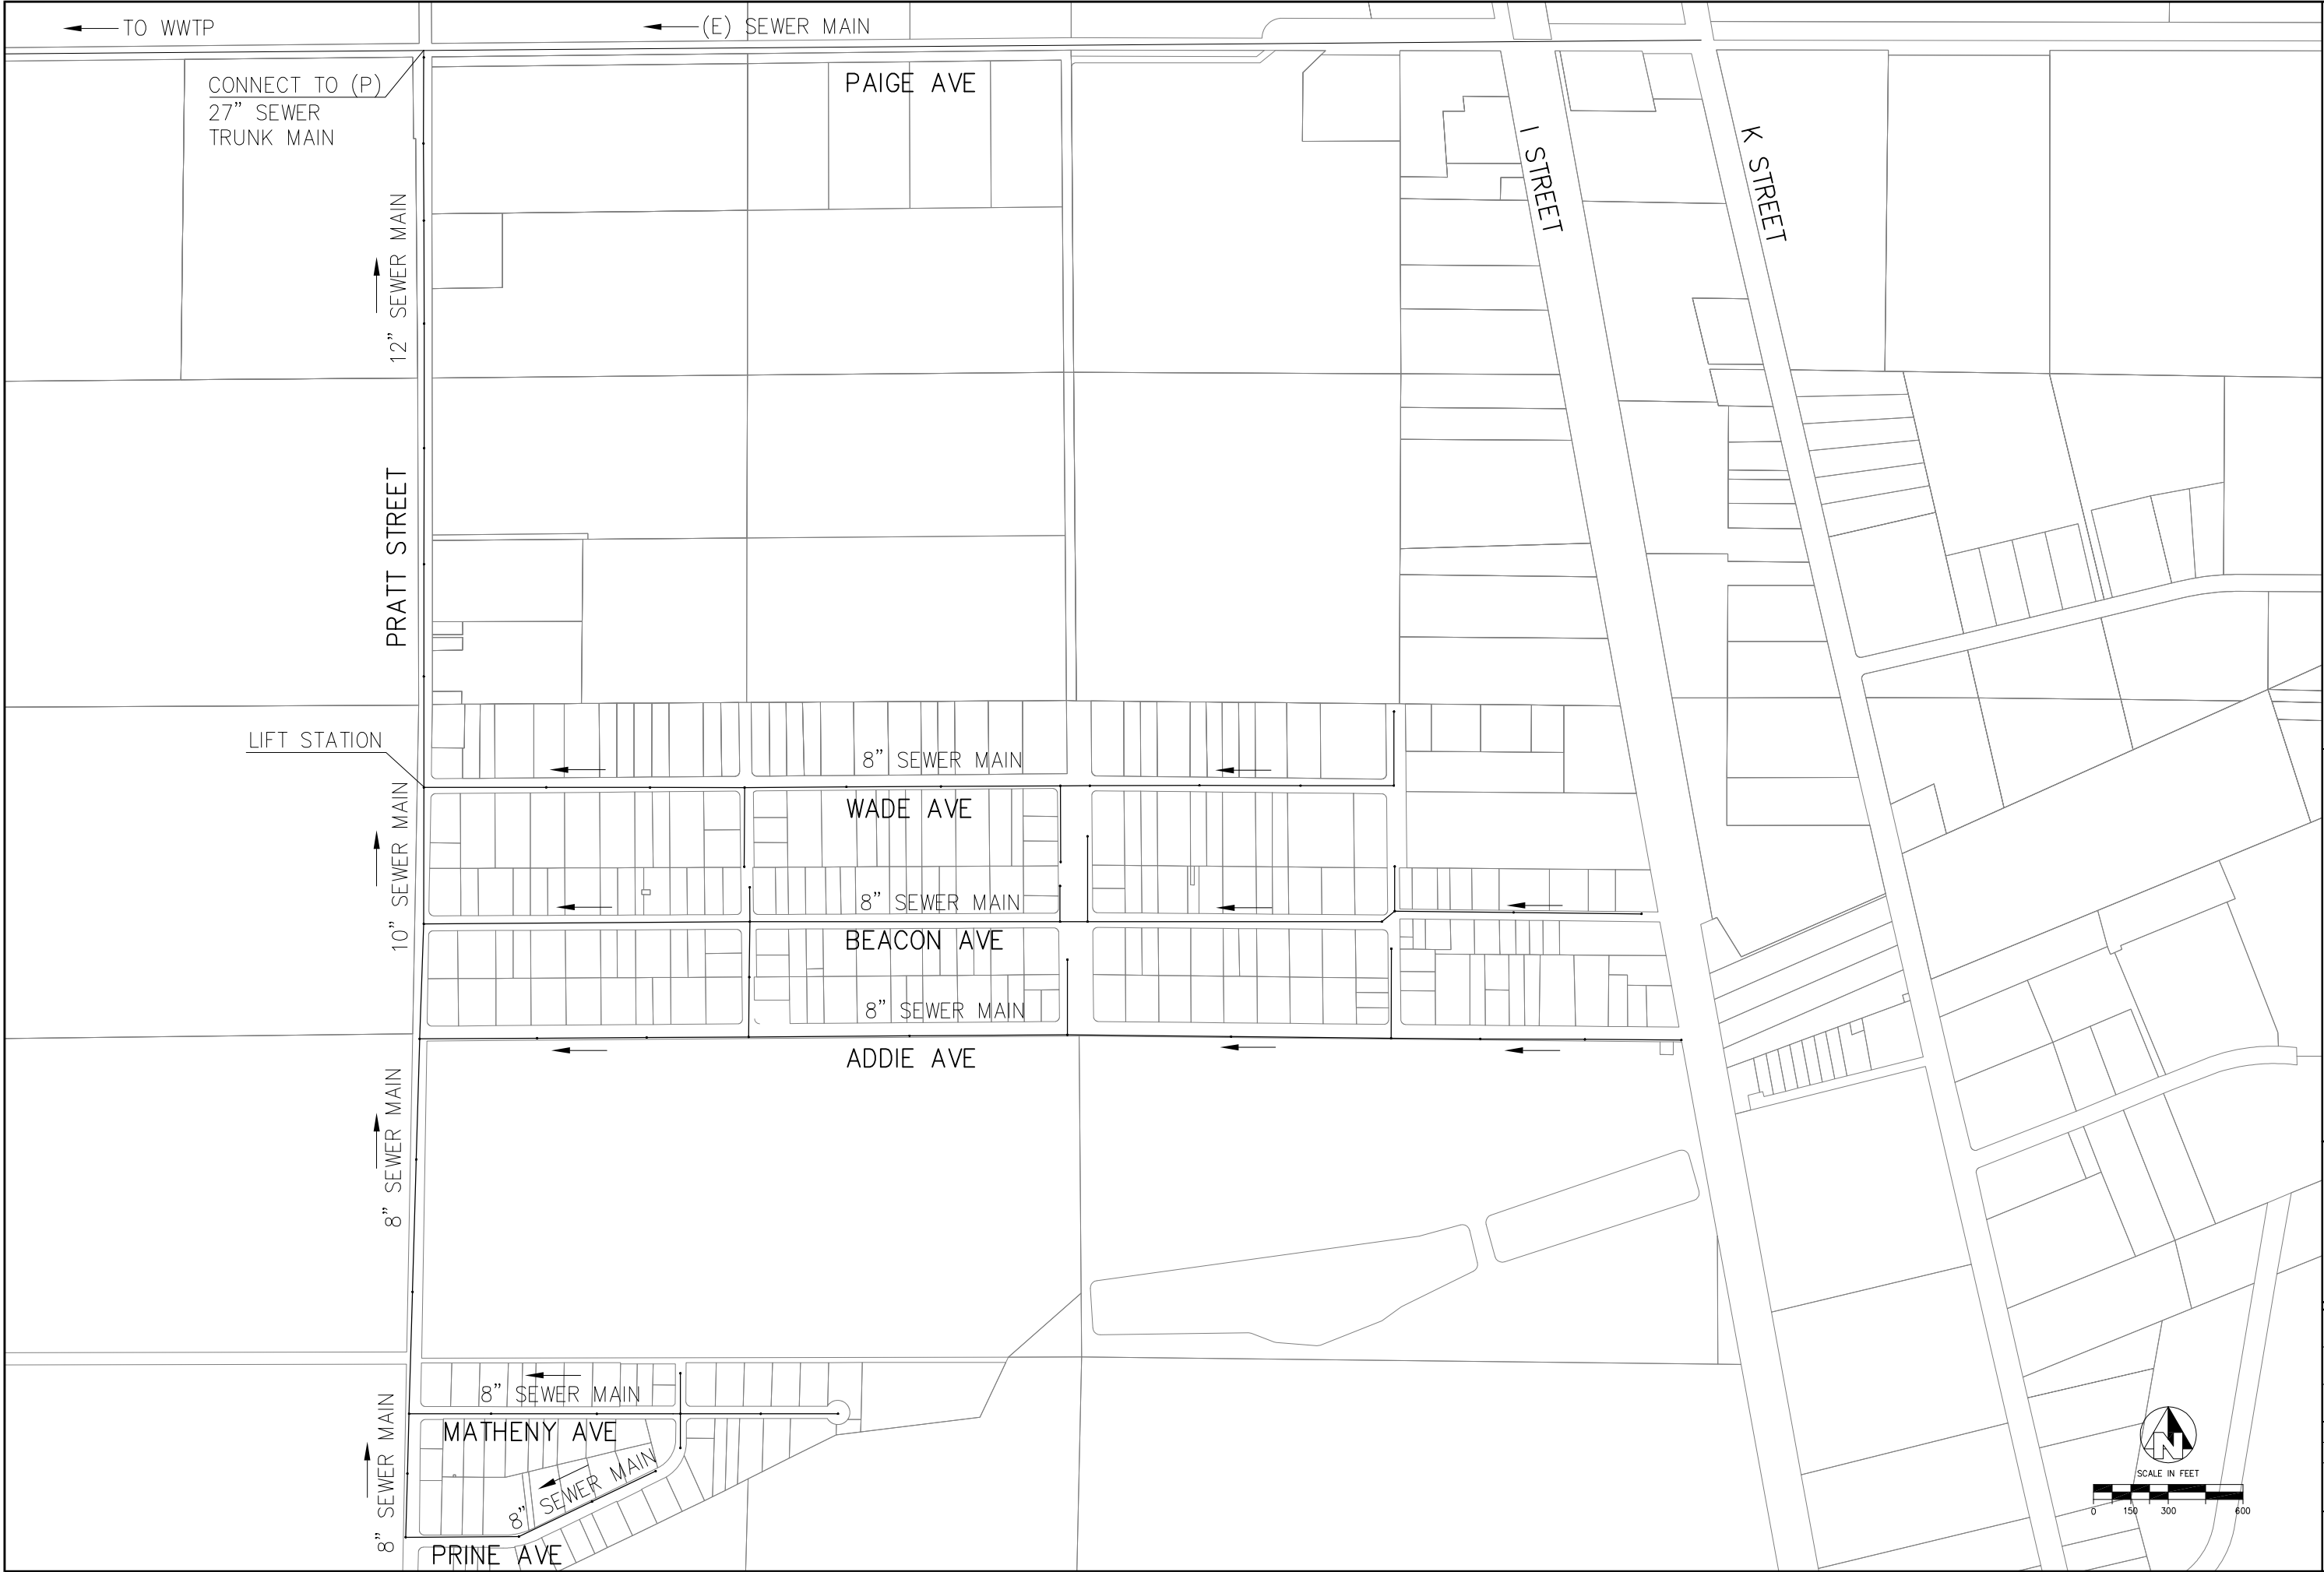 TO WWTP
(E) SEWER MAIN
CONNECT TO (P)
27” SEWER
TRUNK MAIN
PAIGE AVE
I STREET
K STREET
12” SEWER MAIN
PRATT STREET
LIFT STATION
8” SEWER MAIN
WADE AVE
10” SEWER MAIN
8” SEWER MAIN
BEACON AVE
8” SEWER MAIN
ADDIE AVE
8” SEWER MAIN
8” SEWER MAIN
MATHENY AVE
8” SEWER MAIN
8” SEWER MAIN
PRINE AVE
N
SCALE IN FEET
0 150 300 600